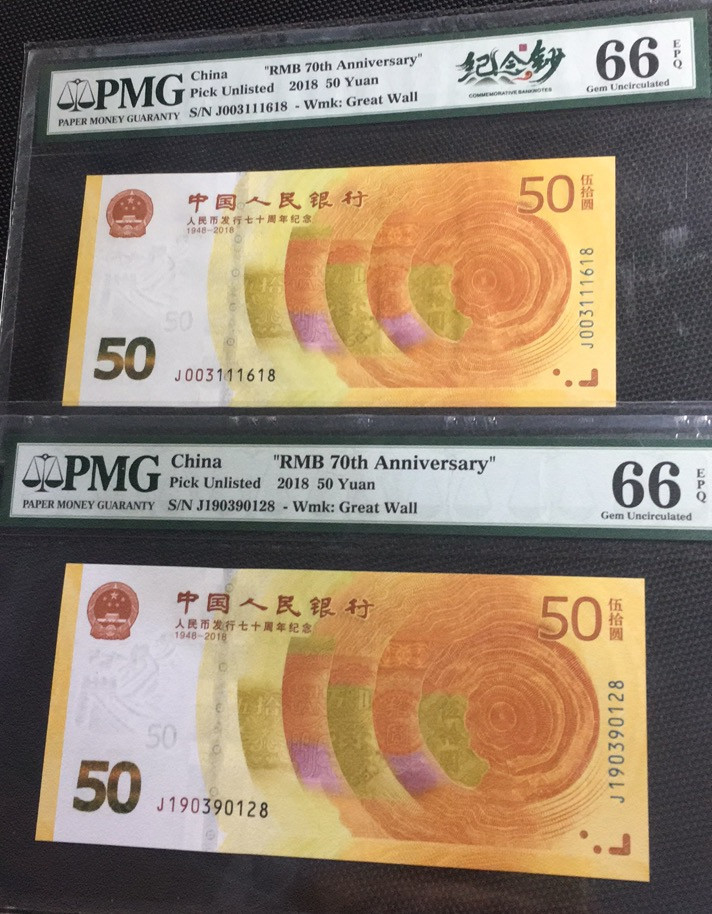 PMG
PAPER MONEY GUARANTY
China "RMB 70th Anniversary"
Pick Unlisted 2018 50 Yuan
S/N J003111618 - Wmk: Great Wall
纪念钞
COMMEMORATIVE BANKNOTES
66 EPQ
Gem Uncirculated
中国人民银行
人民币发行七十周年纪念
1948-2018
50 伍拾圆
50
50
J003111618
J003111618
PMG
PAPER MONEY GUARANTY
China "RMB 70th Anniversary"
Pick Unlisted 2018 50 Yuan
S/N J190390128 - Wmk: Great Wall
66 EPQ
Gem Uncirculated
中国人民银行
人民币发行七十周年纪念
1948-2018
50 伍拾圆
50
50
J190390128
J190390128